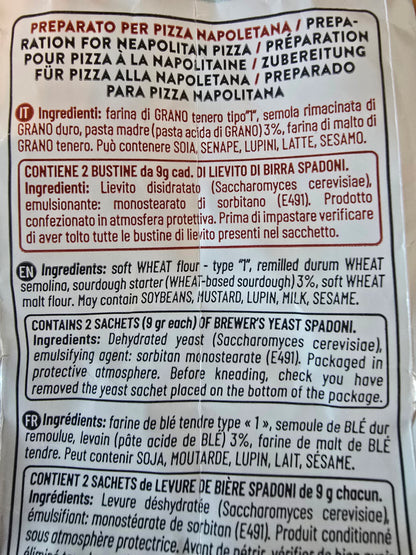 PREPARATO PER PIZZA NAPOLETANA / PREPA-
RATION FOR NEAPOLITAN PIZZA / PRÉPARATION
POUR PIZZA À LA NAPOLITAINE / ZUBEREITUNG
FÜR PIZZA ALLA NAPOLETANA / PREPARADO
PARA PIZZA NAPOLITANA
IT Ingredienti: farina di GRANO tenero tipo"1", semola rimacinata di
GRANO duro, pasta madre (pasta acida di GRANO) 3%, farina di malto di
GRANO tenero. Può contenere SOIA, SENAPE, LUPINI, LATTE, SESAMO.
CONTIENE 2 BUSTINE da 9g cad. DI LIEVITO DI BIRRA SPADONI.
Ingredienti: Lievito disidratato (Saccharomyces cerevisiae),
emulsionante: monostearato di sorbitano (E491). Prodotto
confezionato in atmosfera protettiva. Prima di impastare verificare
di aver tolto tutte le bustine di lievito presenti nel sacchetto.
EN Ingredients: soft WHEAT flour - type "1", remilled durum WHEAT
semolina, sourdough starter (WHEAT-based sourdough) 3%, soft WHEAT
malt flour. May contain SOYBEANS, MUSTARD, LUPIN, MILK, SESAME.
CONTAINS 2 SACHETS (9 gr each) OF BREWER'S YEAST SPADONI.
Ingredients: Dehydrated yeast (Saccharomyces cerevisiae),
emulsifying agent: sorbitan monostearate (E491). Packaged in
protective atmosphere. Before kneading, check you have
removed the yeast sachet placed on the bottom of the package.
FR Ingrédients: farine de blé tendre type « 1 », semoule de BLÉ dur
remoulue, levain (pâte acide de BLÉ) 3%, farine de malt de BLÉ
tendre. Peut contenir SOJA, MOUTARDE, LUPIN, LAIT, SÉSAME.
CONTIENT 2 SACHETS de LEVURE DE BIÈRE SPADONI de 9 g chacun.
Ingrédients: Levure déshydratée (Saccharomyces cerevisiae),
émulsifiant: monostéarate de sorbitan (E491). Produit conditionné
sous atmosphère protectrice. Avant de pétrir, vérifier de bien avoir